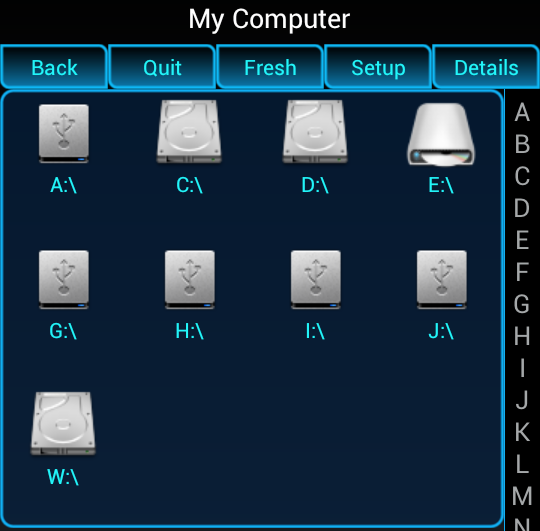 My Computer
Back Quit Fresh Setup Details
A:\ C:\ D:\ E:\
G:\ H:\ I:\ J:\
W:\
A
B
C
D
E
F
G
H
I
J
K
L
M
N